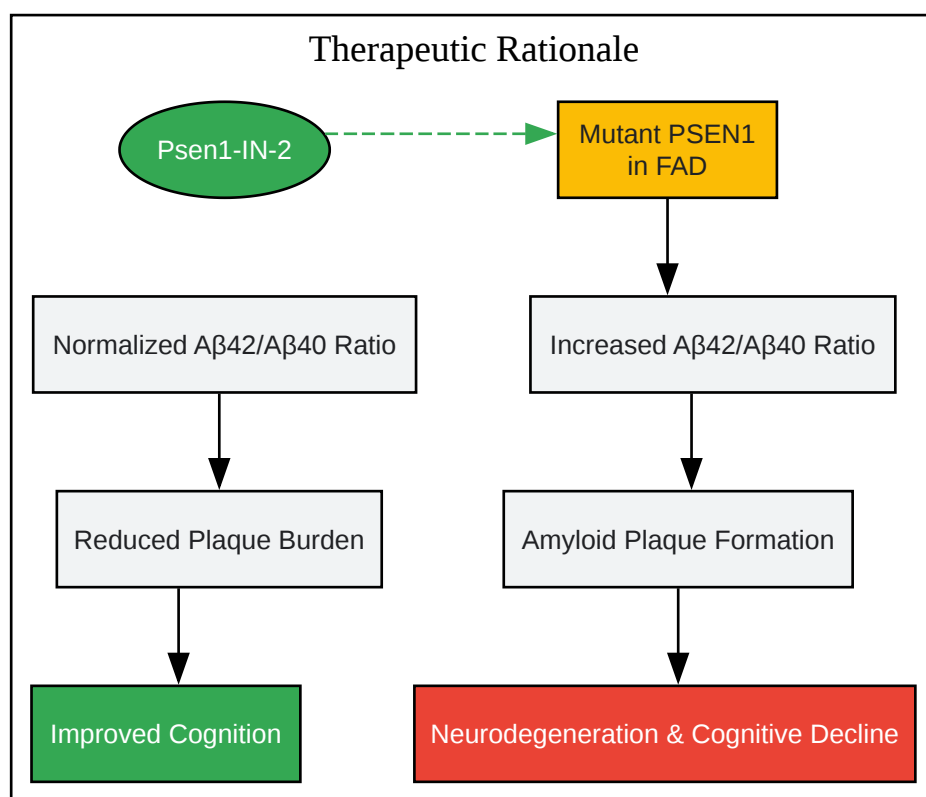 Therapeutic Rationale
Psen1-IN-2
Mutant PSEN1
in FAD
Normalized Aβ42/Aβ40 Ratio
Increased Aβ42/Aβ40 Ratio
Reduced Plaque Burden
Amyloid Plaque Formation
Improved Cognition
Neurodegeneration & Cognitive Decline